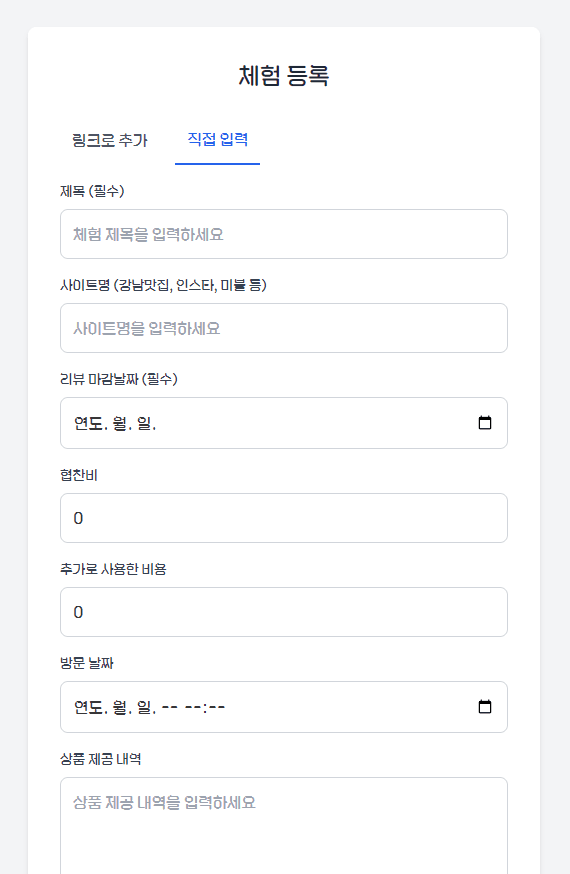 체험 등록
링크로 추가 직접 입력
제목 (필수)
체험 제목을 입력하세요
사이트명 (강남맛집, 인스타, 미블 등)
사이트명을 입력하세요
리뷰 마감날짜 (필수)
연도. 월. 일.
협찬비
0
추가로 사용한 비용
0
방문 날짜
연도. 월. 일. -- --:--
상품 제공 내역
상품 제공 내역을 입력하세요